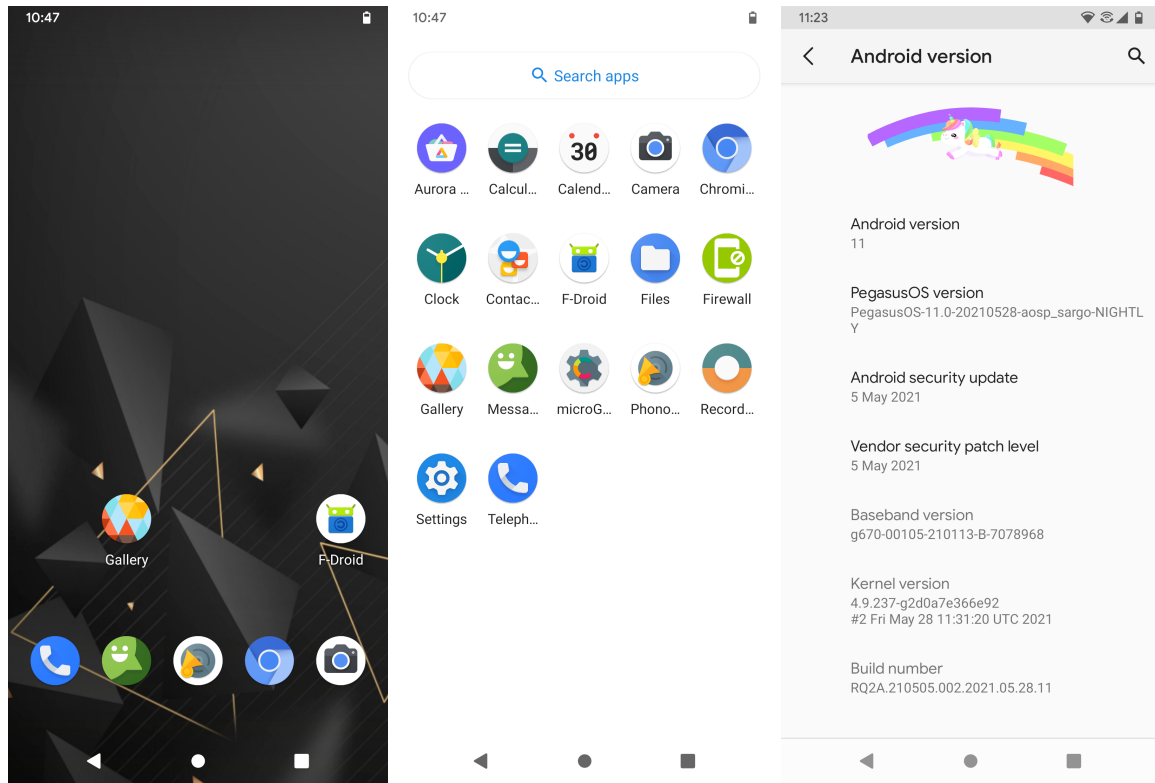 10:47
Gallery
F-Droid
10:47
Search apps
Aurora ...
Calcul...
Calend...
Camera
Chromi...
30
Clock
Contac...
F-Droid
Files
Firewall
Gallery
Messa...
microG...
Phono...
Record...
Settings
Teleph...
11:23
Android version
Android version
11
PegasusOS version
PegasusOS-11.0-20210528-aosp_sargo-NIGHTL
Y
Android security update
5 May 2021
Vendor security patch level
5 May 2021
Baseband version
g670-00105-210113-B-7078968
Kernel version
4.9.237-g2d0a7e366e92
#2 Fri May 28 11:31:20 UTC 2021
Build number
RQ2A.210505.002.2021.05.28.11